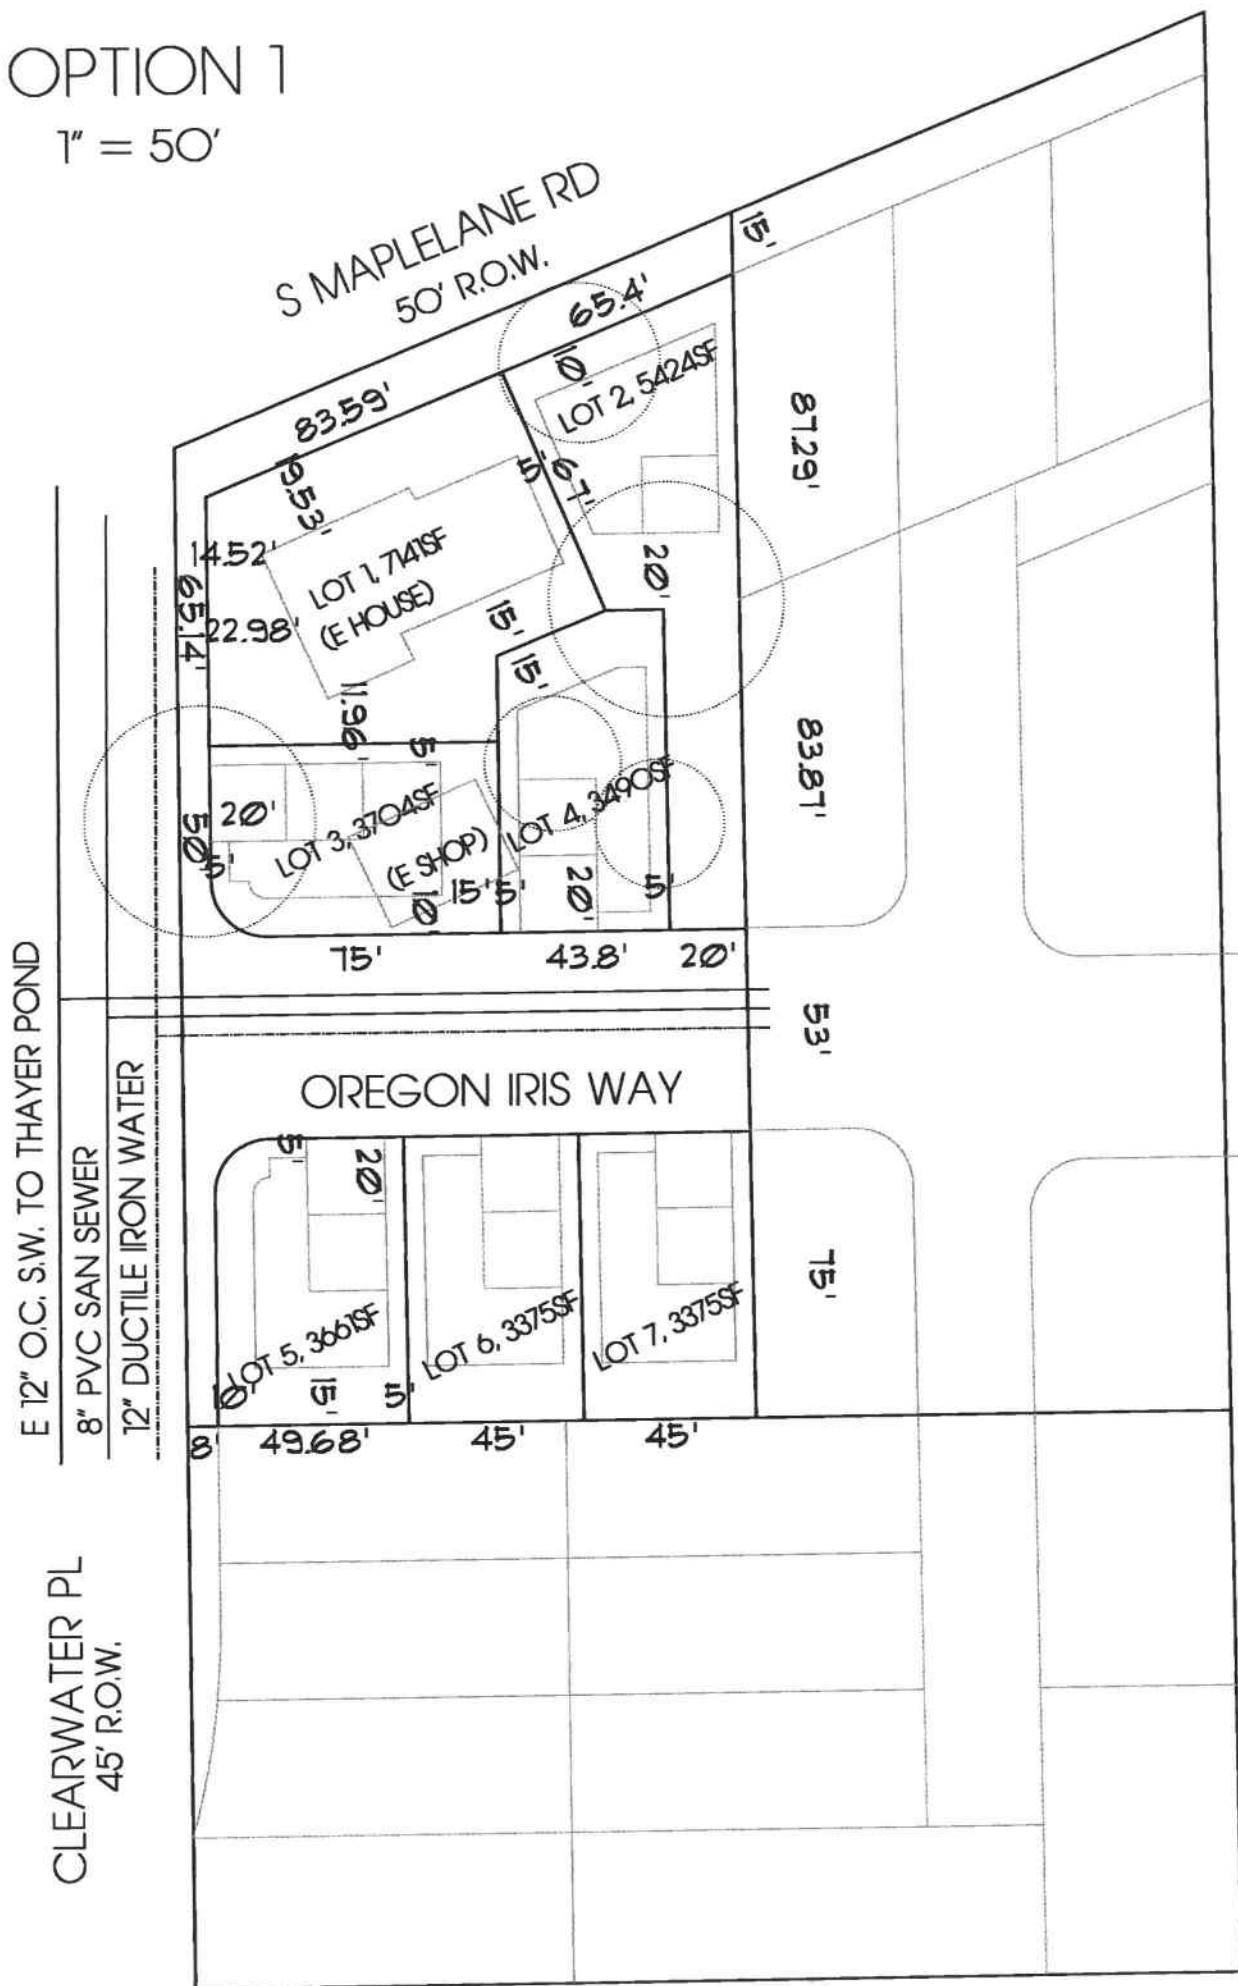 OPTION 1
1" = 50'
S MAPLELANE RD
50' R.O.W.
15'
65.4'
83.59'
10'
LOT 2, 5424SF
87.29'
19.53'
5'
67'
14.52'
LOT 1, 7141SF
(E HOUSE)
65.14'
22.98'
20'
15'
15'
11.96'
5'
83.87'
20'
50'
5'
LOT 3, 3704SF
(E SHOP)
LOT 4, 3490SF
10'
15'
5'
20'
5'
75'
43.8'
20'
53'
E 12" O.C. S.W. TO THAYER POND
8" PVC SAN SEWER
12" DUCTILE IRON WATER
OREGON IRIS WAY
5'
20'
75'
LOT 5, 3661SF
LOT 6, 3375SF
LOT 7, 3375SF
10'
15'
5'
8'
49.68'
45'
45'
CLEARWATER PL
45' R.O.W.